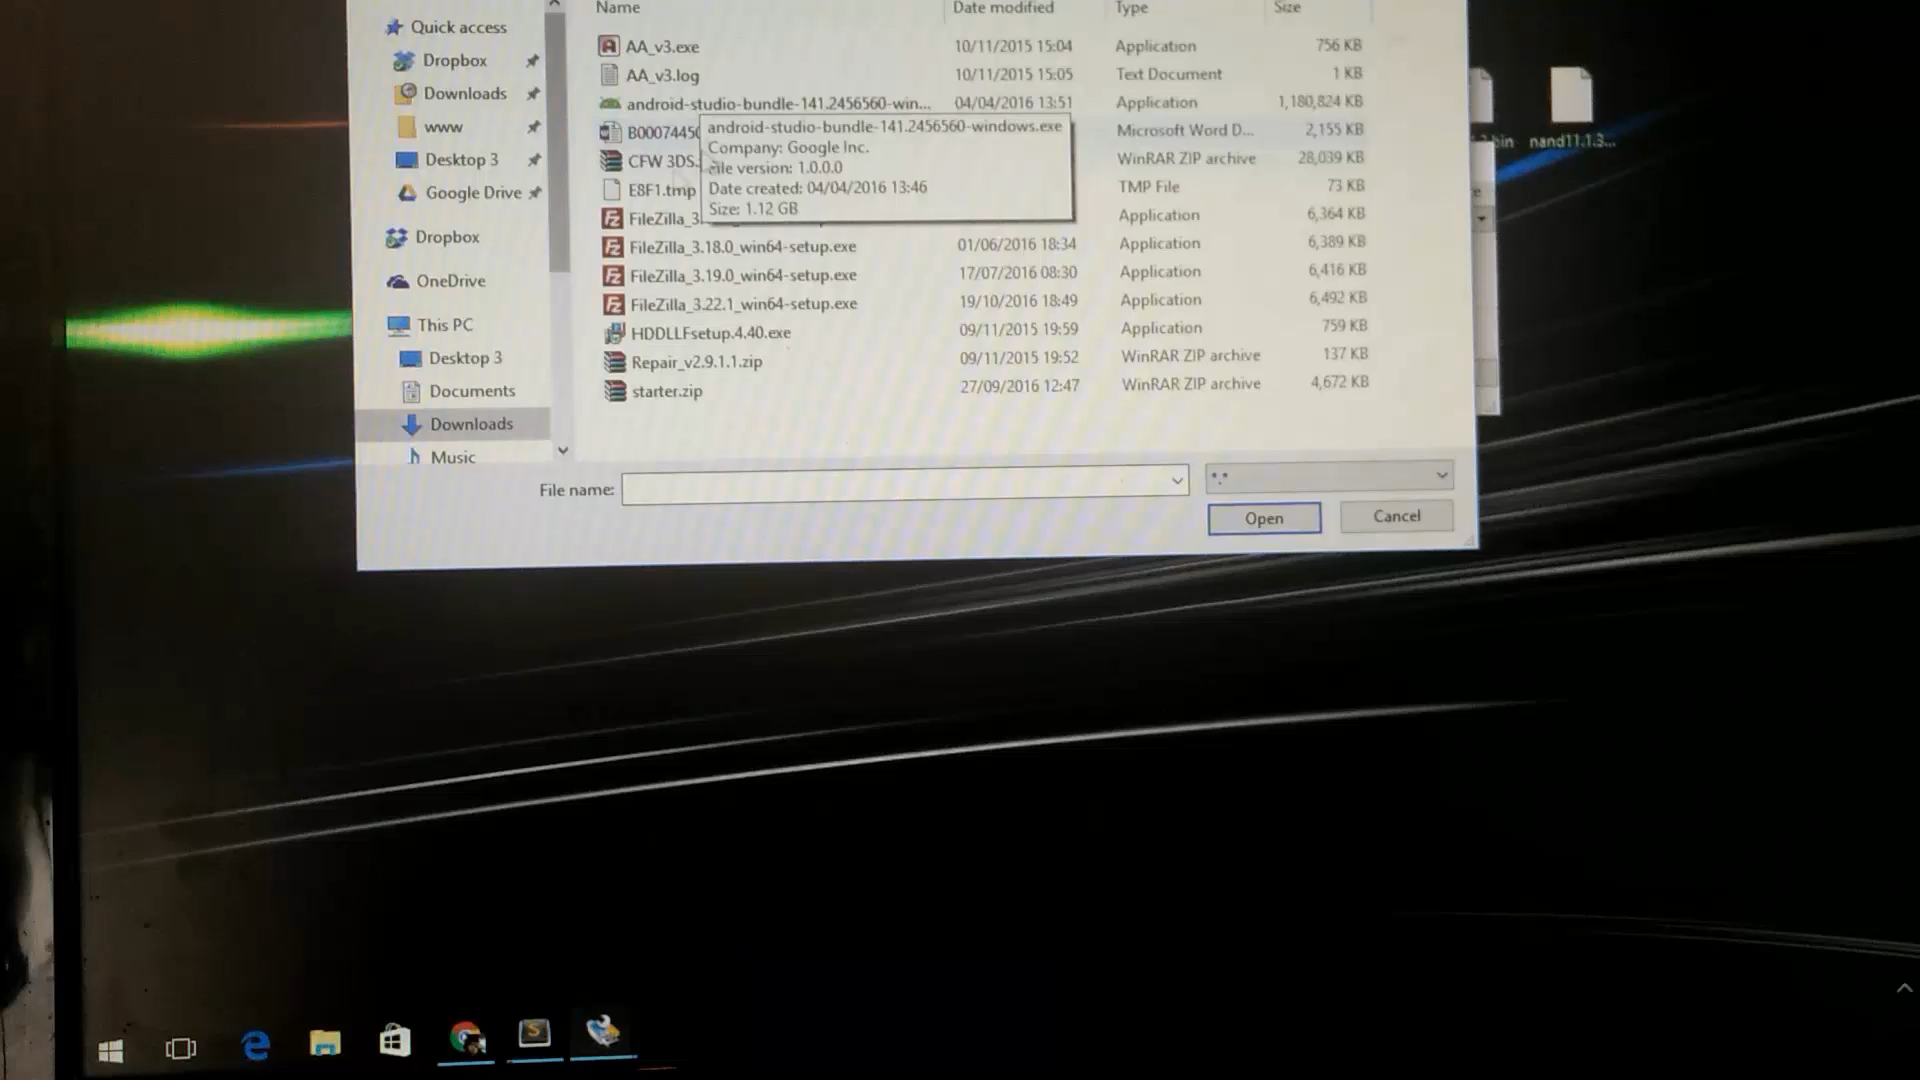 Name Date modified Type Size
Quick access
Dropbox
Downloads
www
Desktop 3
Google Drive
Dropbox
OneDrive
This PC
Desktop 3
Documents
Downloads
Music
AA_v3.exe 10/11/2015 15:04 Application 756 KB
AA_v3.log 10/11/2015 15:05 Text Document 1 KB
android-studio-bundle-141.2456560-win... 04/04/2016 13:51 Application 1,180,824 KB
B00074450 Microsoft Word D... 2,155 KB
CFW 3DS. WinRAR ZIP archive 28,039 KB
E8F1.tmp TMP File 73 KB
FileZilla_3. Application 6,364 KB
FileZilla_3.18.0_win64-setup.exe 01/06/2016 18:34 Application 6,389 KB
FileZilla_3.19.0_win64-setup.exe 17/07/2016 08:30 Application 6,416 KB
FileZilla_3.22.1_win64-setup.exe 19/10/2016 18:49 Application 6,492 KB
HDDLLFsetup.4.40.exe 09/11/2015 19:59 Application 759 KB
Repair_v2.9.1.1.zip 09/11/2015 19:52 WinRAR ZIP archive 137 KB
starter.zip 27/09/2016 12:47 WinRAR ZIP archive 4,672 KB
android-studio-bundle-141.2456560-windows.exe
Company: Google Inc.
File version: 1.0.0.0
Date created: 04/04/2016 13:46
Size: 1.12 GB
File name: *.*
Open Cancel
bin nand11.1.3...